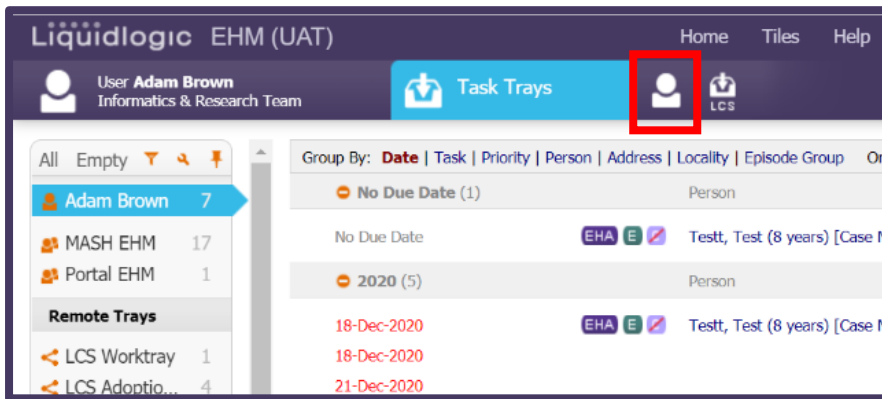 Liquidlogic EHM (UAT)
Home Tiles Help
User Adam Brown
Informatics & Research Team
Task Trays
LCS
All Empty
Group By: Date | Task | Priority | Person | Address | Locality | Episode Group Or
Adam Brown 7
No Due Date (1) Person
MASH EHM 17
No Due Date EHA E Testt, Test (8 years) [Case N
Portal EHM 1
2020 (5) Person
Remote Trays
18-Dec-2020 EHA E Testt, Test (8 years) [Case N
LCS Worktray 1
18-Dec-2020
LCS Adoptio... 4
21-Dec-2020